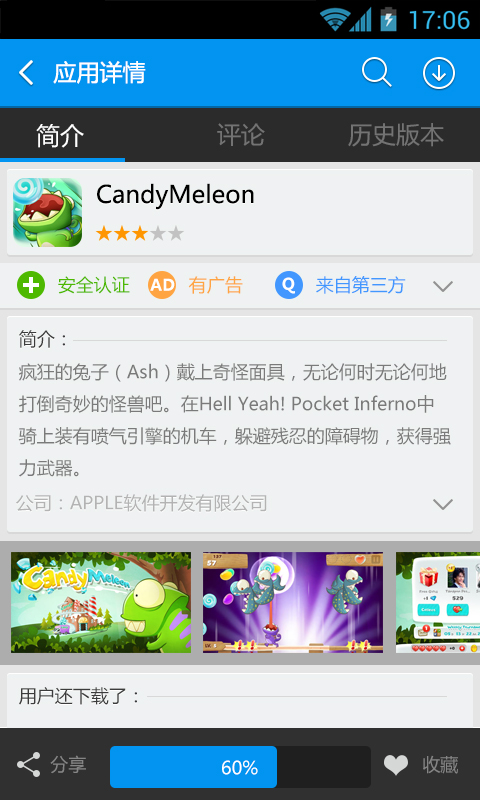 17:06
应用详情
简介
评论
历史版本
CandyMeleon
安全认证
AD
有广告
Q
来自第三方
简介：
疯狂的兔子（Ash）戴上奇怪面具，无论何时无论何地
打倒奇妙的怪兽吧。在Hell Yeah! Pocket Inferno中
骑上装有喷气引擎的机车，躲避残忍的障碍物，获得强
力武器。
公司：APPLE软件开发有限公司
CandyMeleon
57
$29
用户还下载了：
分享
60%
收藏